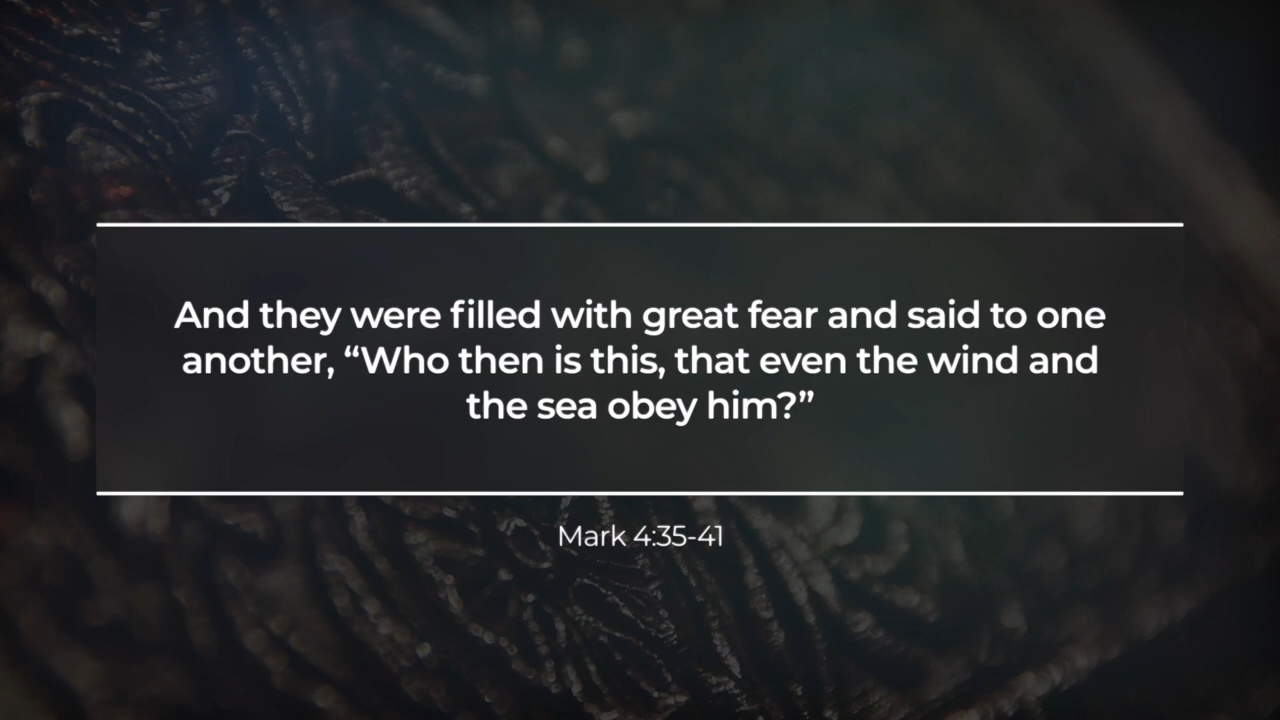 And they were filled with great fear and said to one
another, “Who then is this, that even the wind and
the sea obey him?”
Mark 4:35-41